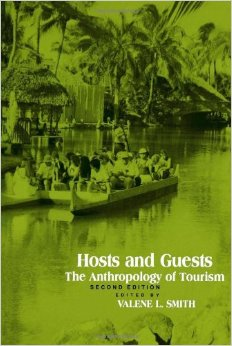 Hosts and Guests
The Anthropology of Tourism
SECOND EDITION
EDITED BY
VALENE L. SMITH